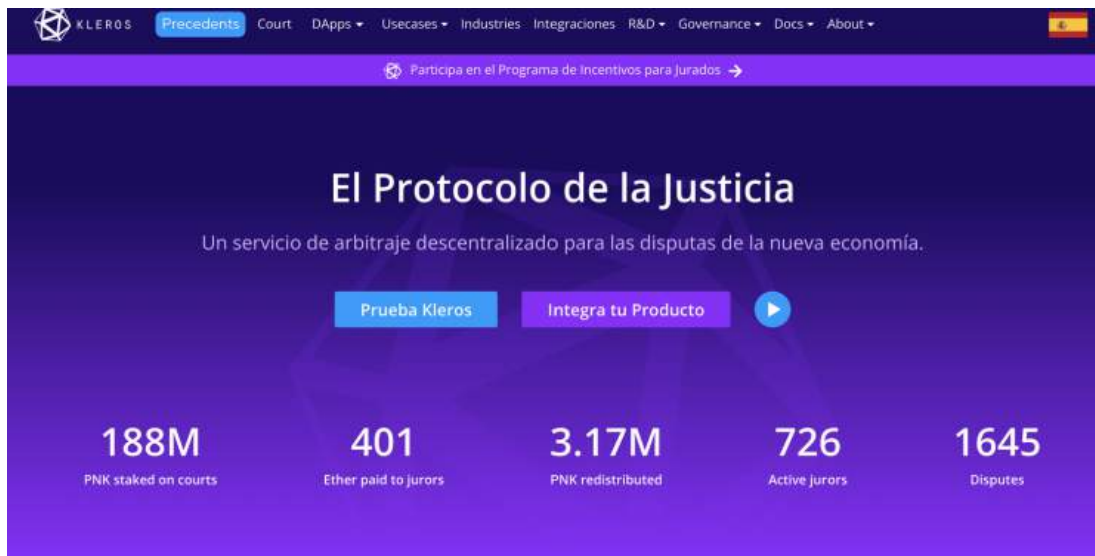 KLEROS Precedents Court DApps Usecases Industries Integraciones R&D Governance Docs About
Participa en el Programa de Incentivos para Jurados →
El Protocolo de la Justicia
Un servicio de arbitraje descentralizado para las disputas de la nueva economía.
Prueba Kleros Integra tu Producto
188M 401 3.17M 726 1645
PNK staked on courts Ether paid to jurors PNK redistributed Active jurors Disputes